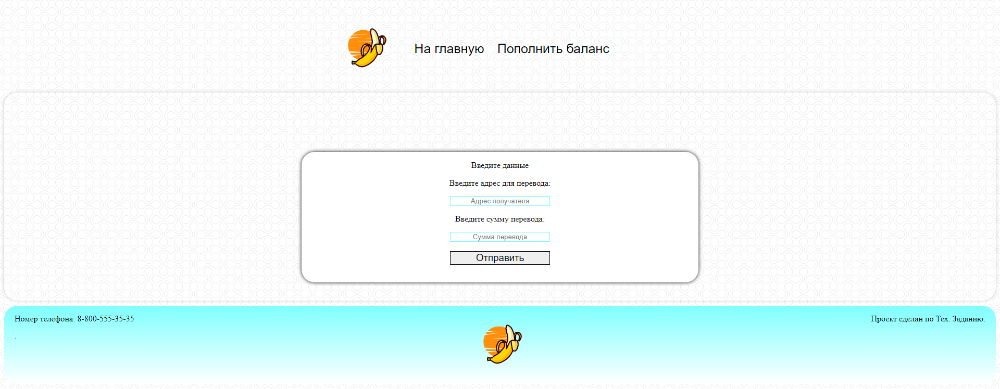 На главную Пополнить баланс
Введите данные
Введите адрес для перевода:
Адрес получателя
Введите сумму перевода:
Сумма перевода
Отправить
Номер телефона: 8-800-555-35-35
Проект сделан по Тех. Заданию.
.